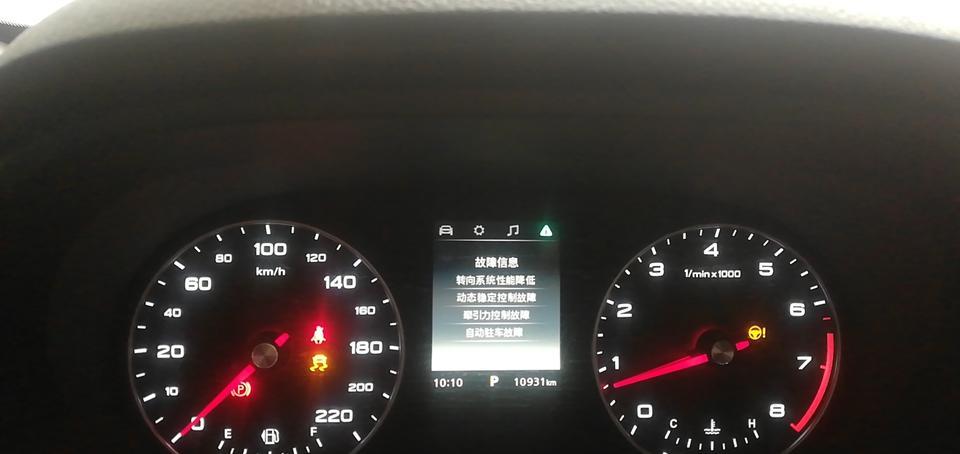 80 100 120
60 km/h 140
40 160
20 180
10 200
0 220
E F
P
故障信息
转向系统性能降低
动态稳定控制故障
牵引力控制故障
自动驻车故障
10:10 P 10931km
3 4 5
1/min x 1000
2 6
1 7
0 8
C H